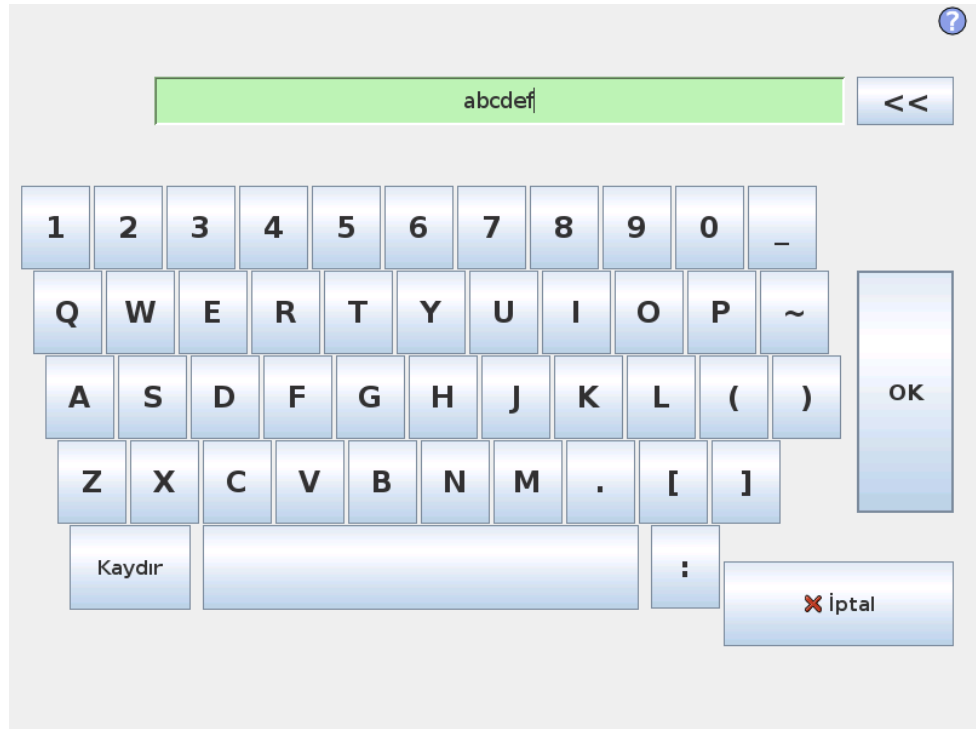 ?
abcdef
<<
1 2 3 4 5 6 7 8 9 0 _
Q W E R T Y U I O P ~
A S D F G H J K L ( )
OK
Z X C V B N M . [ ]
Kaydır :
İptal